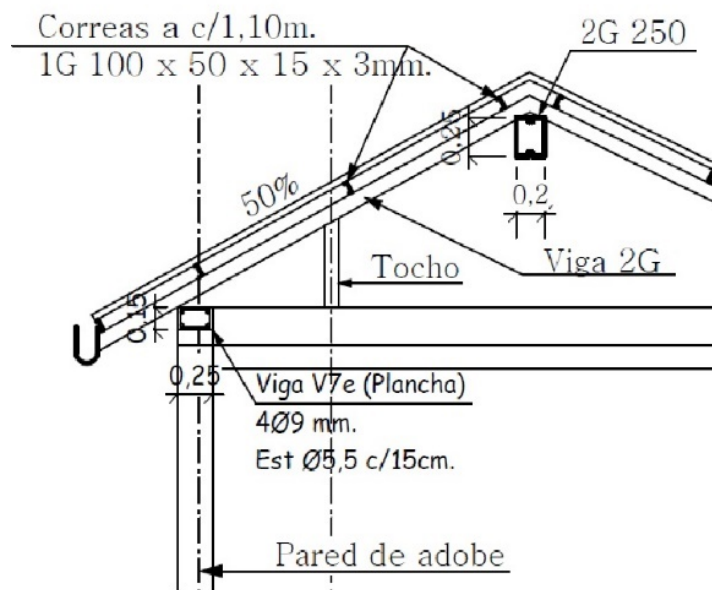 Correas a c/1,10m.
1G 100 x 50 x 15 x 3mm.
2G 250
0,25
50%
0,2
Tocho
Viga 2G
0,15
0,25
Viga V7e (Plancha)
4Ø9 mm.
Est Ø5,5 c/15cm.
Pared de adobe